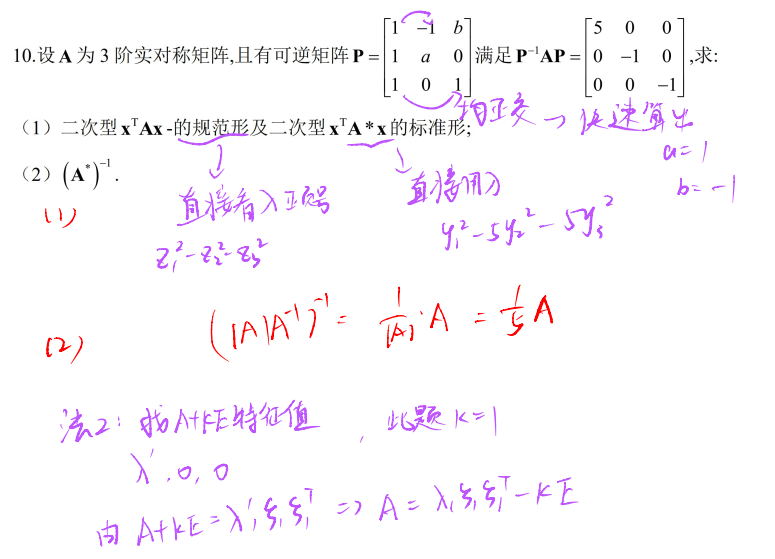 10.设 A 为 3 阶实对称矩阵,且有可逆矩阵 P = [1 -1 b; 1 a 0; 1 0 1] 满足 P⁻¹AP = [5 0 0; 0 -1 0; 0 0 -1] ,求:
相正交 → 快速算出
a=1
b=-1
（1）二次型 xᵀAx -的规范形及二次型 xᵀA*x 的标准形;
（2）(A*)⁻¹.
(1)
直接看入正负号
直接用入
z₁²-z₂²-z₃²
y₁²-5y₂²-5y₃²
(2)
(|A|A⁻¹)⁻¹ = 1/|A|·A = 1/5 A
法2: 找A+kE特征值 , 此题k=1
λ',0,0
由 A+kE=λ₁'ξ₁ξ₁ᵀ => A=λ₁ξ₁ξ₁ᵀ-kE